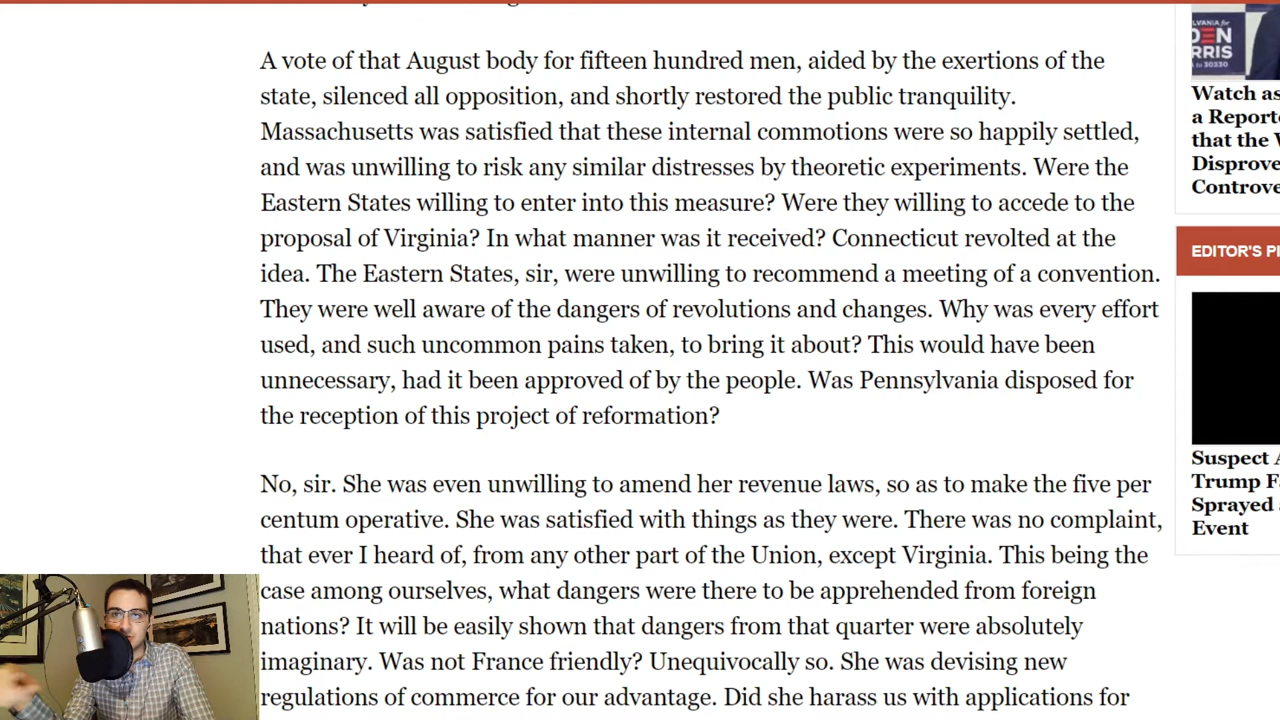 A vote of that August body for fifteen hundred men, aided by the exertions of the
state, silenced all opposition, and shortly restored the public tranquility.
Massachusetts was satisfied that these internal commotions were so happily settled,
and was unwilling to risk any similar distresses by theoretic experiments. Were the
Eastern States willing to enter into this measure? Were they willing to accede to the
proposal of Virginia? In what manner was it received? Connecticut revolted at the
idea. The Eastern States, sir, were unwilling to recommend a meeting of a convention.
They were well aware of the dangers of revolutions and changes. Why was every effort
used, and such uncommon pains taken, to bring it about? This would have been
unnecessary, had it been approved of by the people. Was Pennsylvania disposed for
the reception of this project of reformation?
No, sir. She was even unwilling to amend her revenue laws, so as to make the five per
centum operative. She was satisfied with things as they were. There was no complaint,
that ever I heard of, from any other part of the Union, except Virginia. This being the
case among ourselves, what dangers were there to be apprehended from foreign
nations? It will be easily shown that dangers from that quarter were absolutely
imaginary. Was not France friendly? Unequivocally so. She was devising new
regulations of commerce for our advantage. Did she harass us with applications for
LVANIA for
DEN
RRIS
to 30330
Watch as
a Reporte
that the W
Disprove
Controve
EDITOR'S PI
Suspect A
Trump F
Sprayed
Event